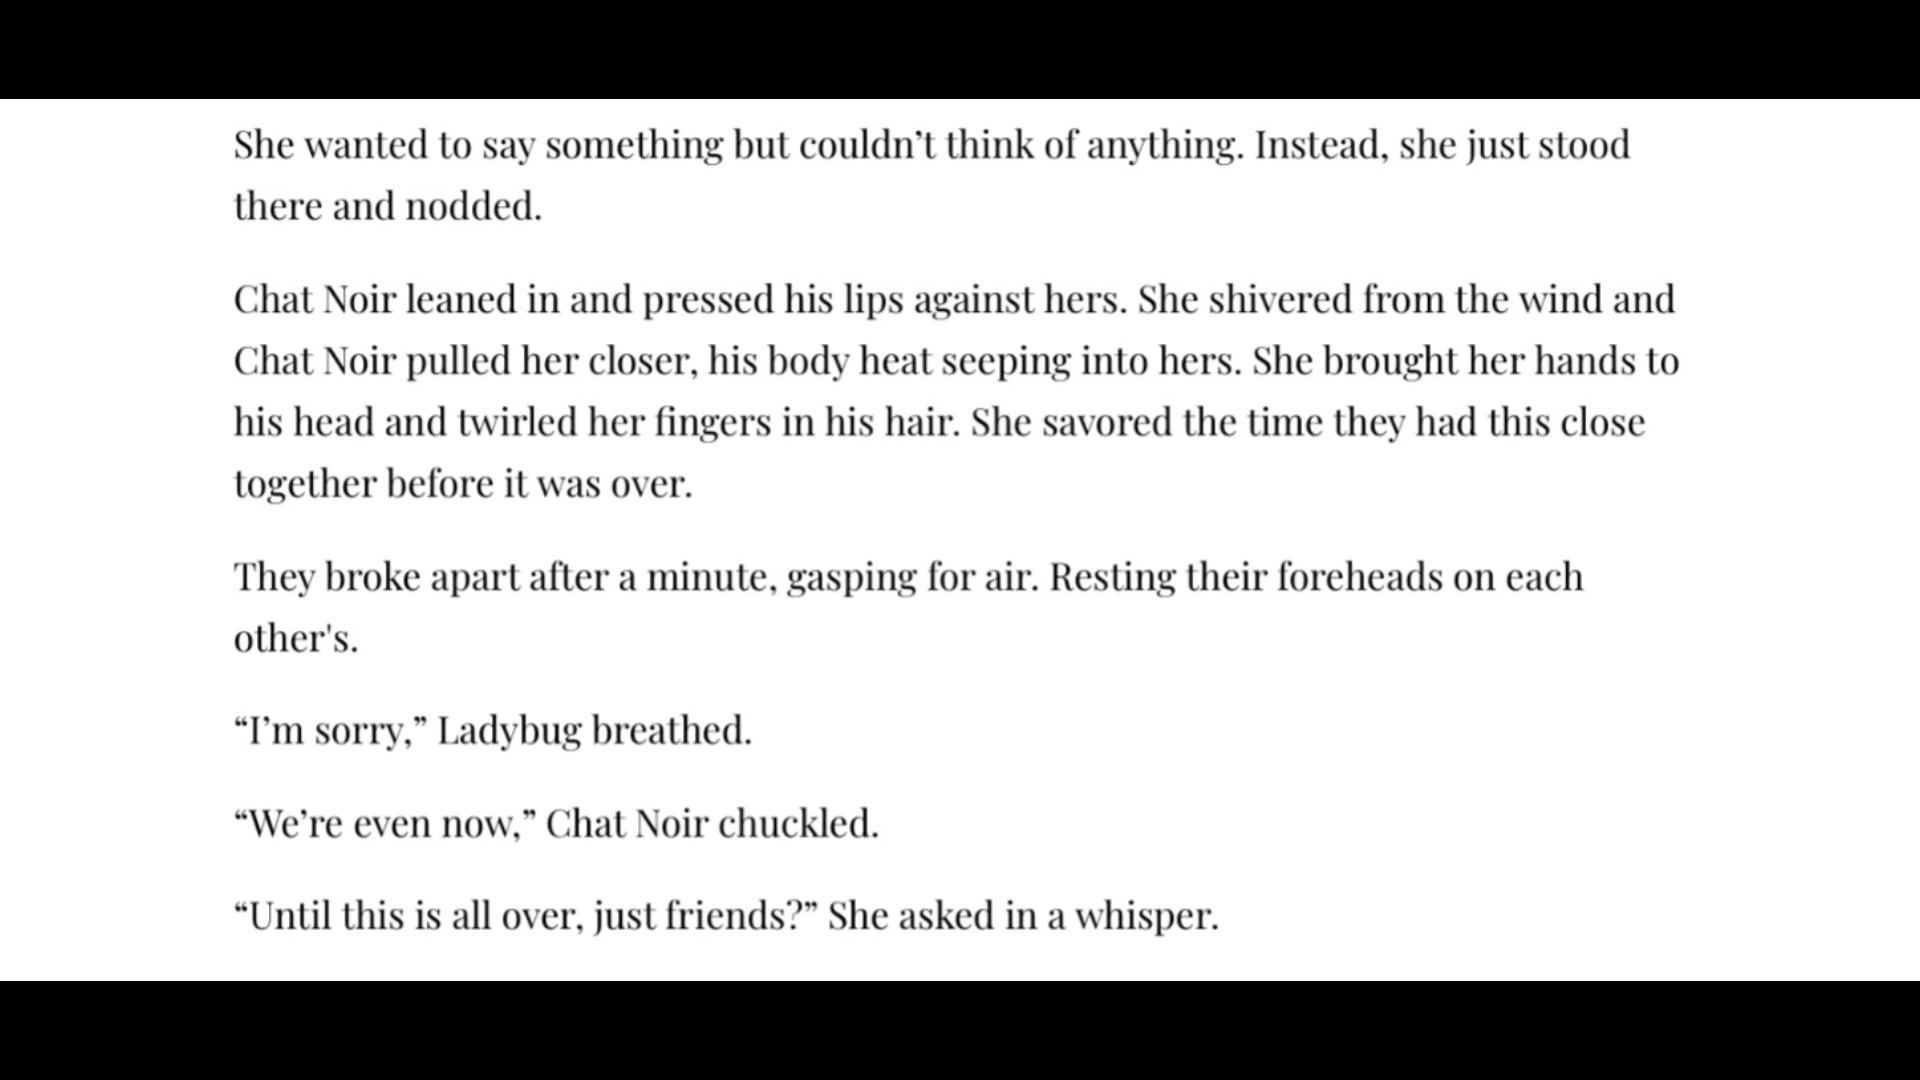 She wanted to say something but couldn’t think of anything. Instead, she just stood
there and nodded.
Chat Noir leaned in and pressed his lips against hers. She shivered from the wind and
Chat Noir pulled her closer, his body heat seeping into hers. She brought her hands to
his head and twirled her fingers in his hair. She savored the time they had this close
together before it was over.
They broke apart after a minute, gasping for air. Resting their foreheads on each
other's.
“I’m sorry,” Ladybug breathed.
“We’re even now,” Chat Noir chuckled.
“Until this is all over, just friends?” She asked in a whisper.